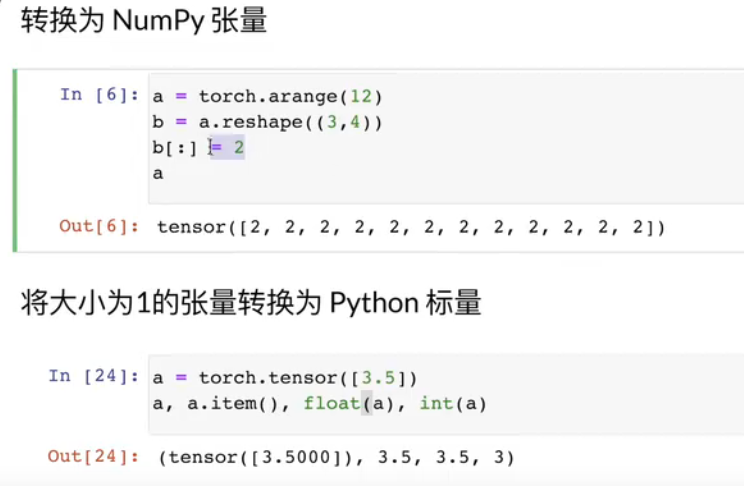 转换为 NumPy 张量
In [6]: a = torch.arange(12)
b = a.reshape((3,4))
b[:] = 2
a
Out[6]: tensor([2, 2, 2, 2, 2, 2, 2, 2, 2, 2, 2, 2])
将大小为1的张量转换为 Python 标量
In [24]: a = torch.tensor([3.5])
a, a.item(), float(a), int(a)
Out[24]: (tensor([3.5000]), 3.5, 3.5, 3)